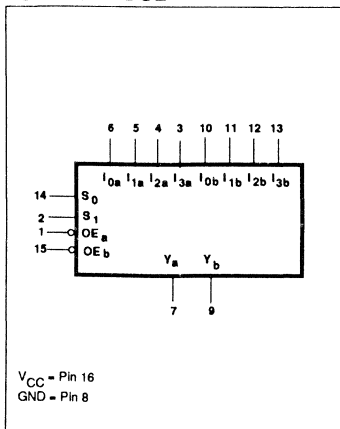 6 5 4 3 10 11 12 13
I0a I1a I2a I3a I0b I1b I2b I3b
14 S0
2 S1
1 OEa
15 OEb
Ya Yb
7 9
VCC = Pin 16
GND = Pin 8